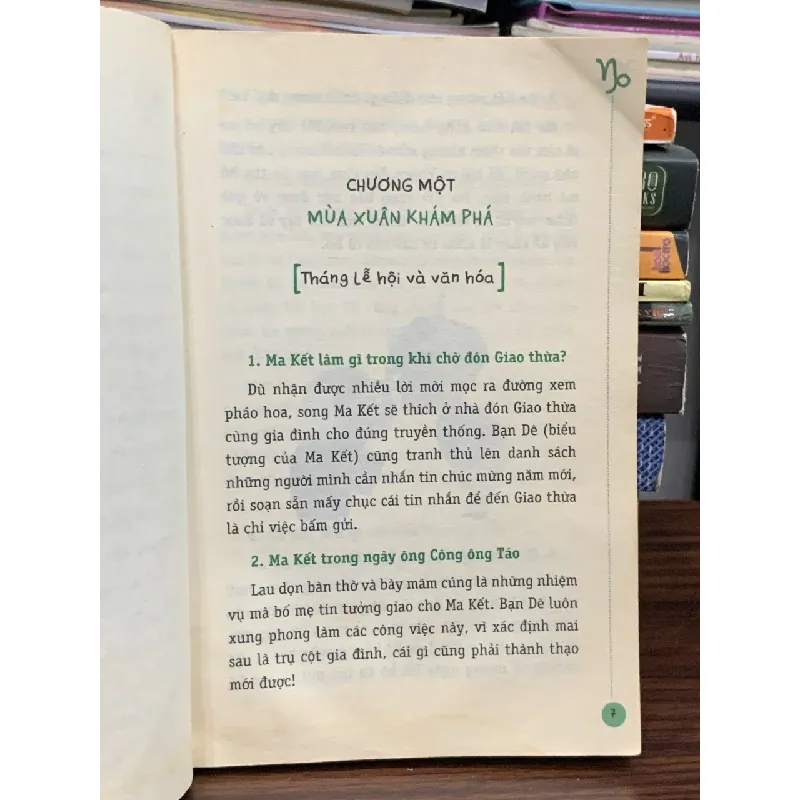 CHƯƠNG MỘT
MÙA XUÂN KHÁM PHÁ
[Tháng Lễ hội và văn hóa]
1. Ma Kết làm gì trong khi chờ đón Giao thừa?
Dù nhận được nhiều lời mời mọc ra đường xem
pháo hoa, song Ma Kết sẽ thích ở nhà đón Giao thừa
cùng gia đình cho đúng truyền thống. Bạn Dê (biểu
tượng của Ma Kết) cũng tranh thủ lên danh sách
những người mình cần nhắn tin chúc mừng năm mới,
rồi soạn sẵn mấy chục cái tin nhắn để đến Giao thừa
là chỉ việc bấm gửi.
2. Ma Kết trong ngày ông Công ông Táo
Lau dọn bàn thờ và bày mâm cúng là những nhiệm
vụ mà bố mẹ tin tưởng giao cho Ma Kết. Bạn Dê luôn
xung phong làm các công việc này, vì xác định mai
sau là trụ cột gia đình, cái gì cũng phải thành thạo
mới được!
7